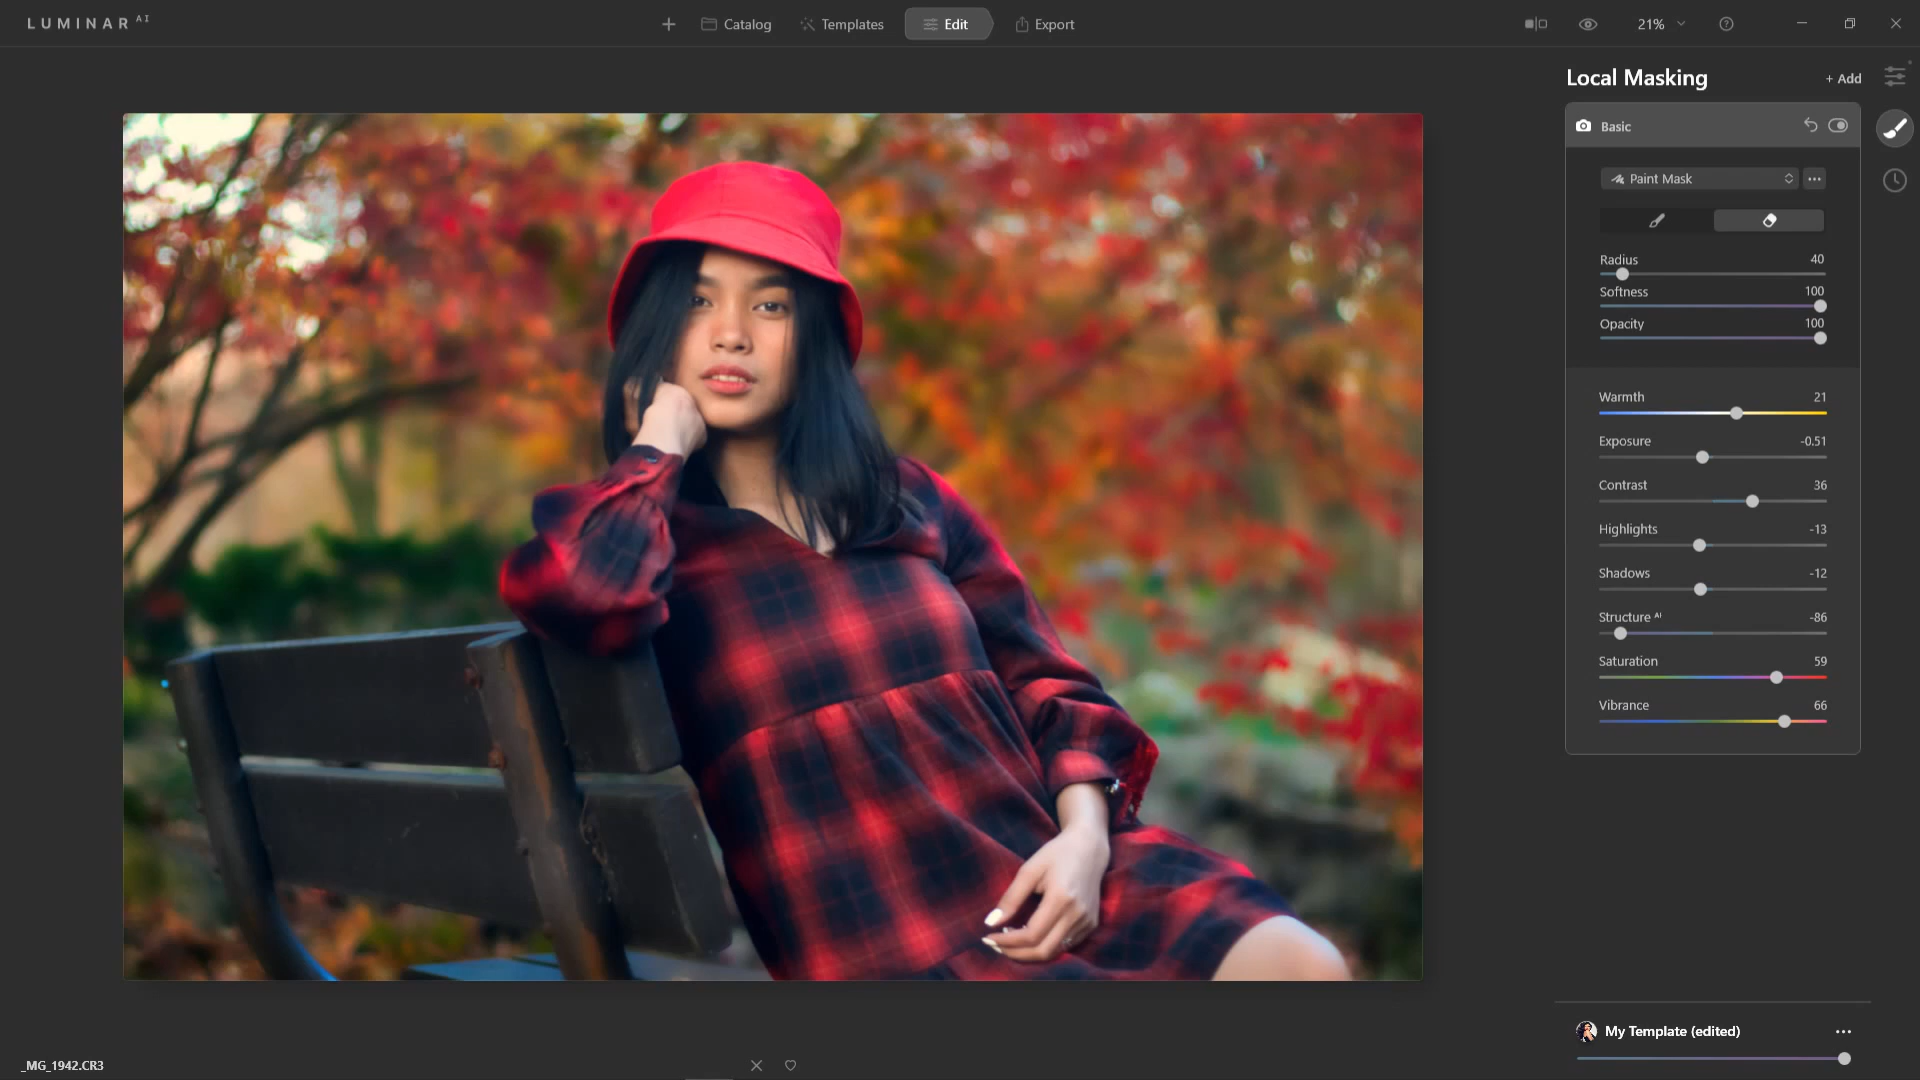 LUMINAR AI
Catalog
Templates
Edit
Export
21%
Local Masking
+ Add
Basic
Paint Mask
Radius 40
Softness 100
Opacity 100
Warmth 21
Exposure -0.51
Contrast 36
Highlights -13
Shadows -12
Structure AI -86
Saturation 59
Vibrance 66
My Template (edited)
_MG_1942.CR3